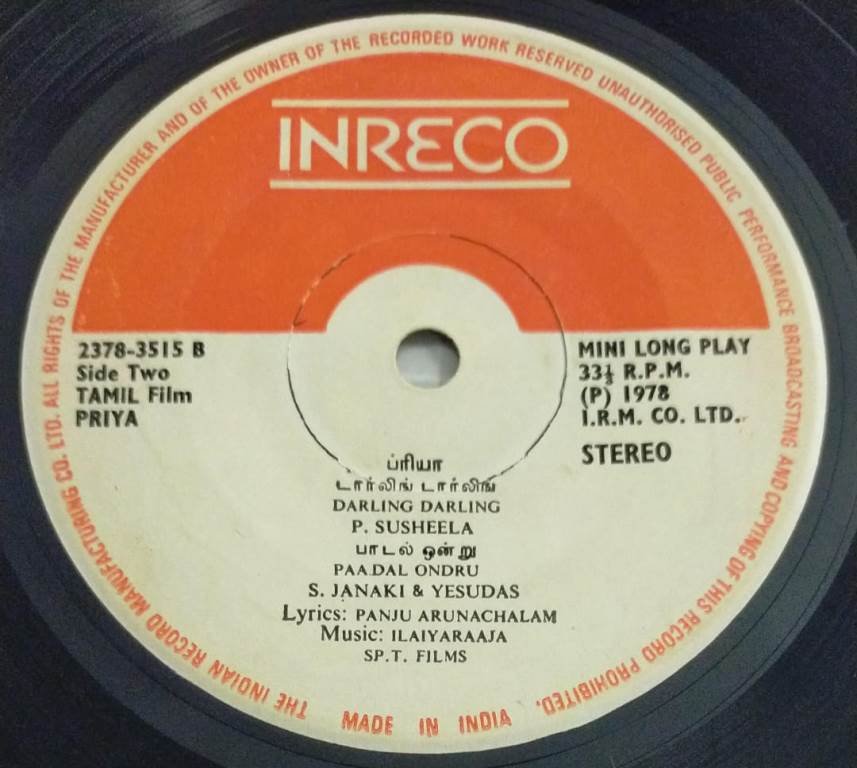 THE INDIAN RECORD MANUFACTURING CO. LTD. ALL RIGHTS OF THE MANUFACTURER AND OF THE OWNER OF THE RECORDED WORK RESERVED UNAUTHORISED PUBLIC PERFORMANCE BROADCASTING AND COPYING OF THIS RECORD PROHIBITED.
INRECO
2378-3515 B
Side Two
TAMIL Film
PRIYA
MINI LONG PLAY
33⅓ R.P.M.
(P) 1978
I.R.M. CO. LTD.
STEREO
ப்ரியா
டார்லிங் டார்லிங்
DARLING DARLING
P. SUSHEELA
பாடல் ஒன்று
PAADAL ONDRU
S. JANAKI & YESUDAS
Lyrics: PANJU ARUNACHALAM
Music: ILAIYARAAJA
SP.T. FILMS
MADE IN INDIA